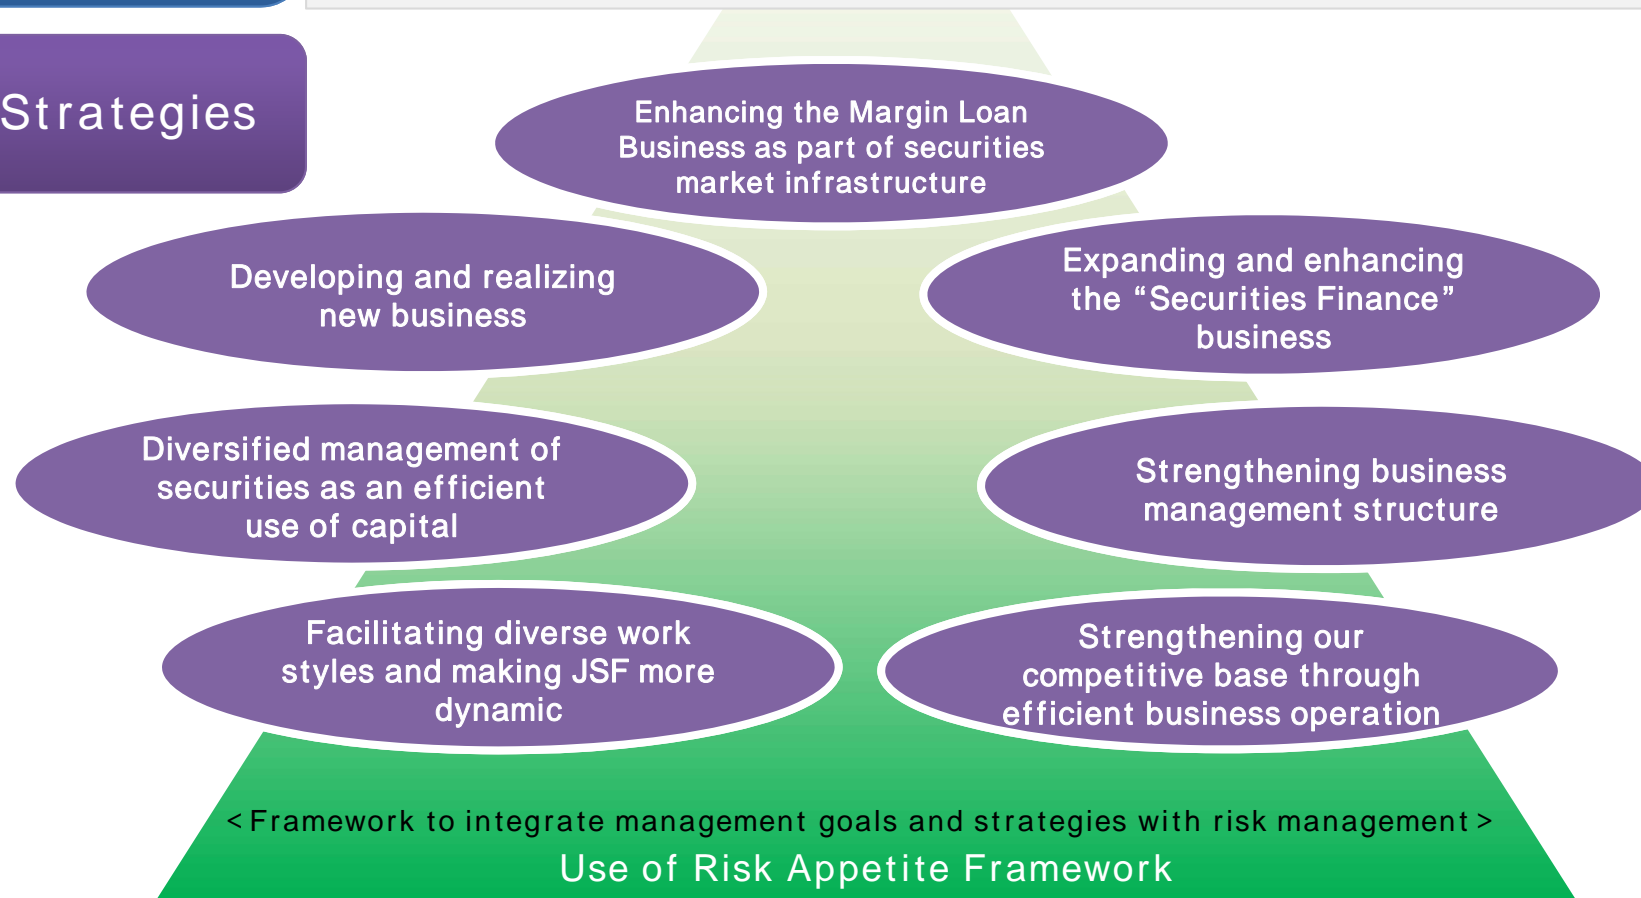 Strategies
Enhancing the Margin Loan
Business as part of securities
market infrastructure
Developing and realizing
new business
Expanding and enhancing
the “Securities Finance”
business
Diversified management of
securities as an efficient
use of capital
Strengthening business
management structure
Facilitating diverse work
styles and making JSF more
dynamic
Strengthening our
competitive base through
efficient business operation
<Framework to integrate management goals and strategies with risk management>
Use of Risk Appetite Framework